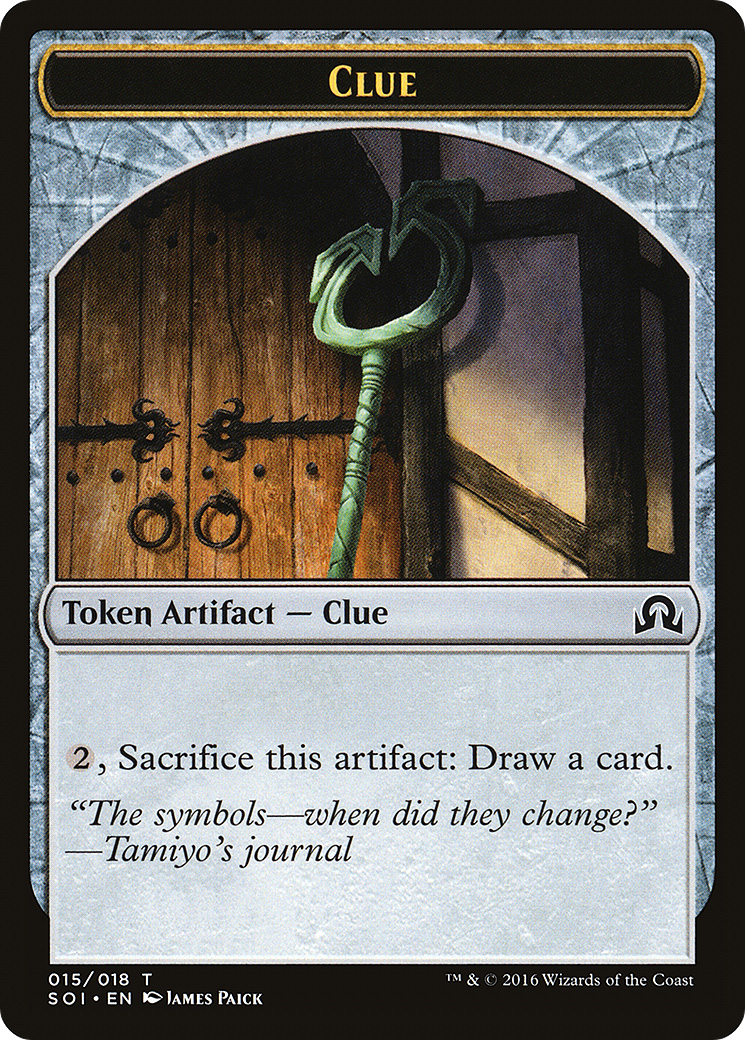 Clue
Token Artifact — Clue
2, Sacrifice this artifact: Draw a card.
“The symbols—when did they change?”
—Tamiyo’s journal
015/018 T
SOI • EN James Paick
™ & © 2016 Wizards of the Coast